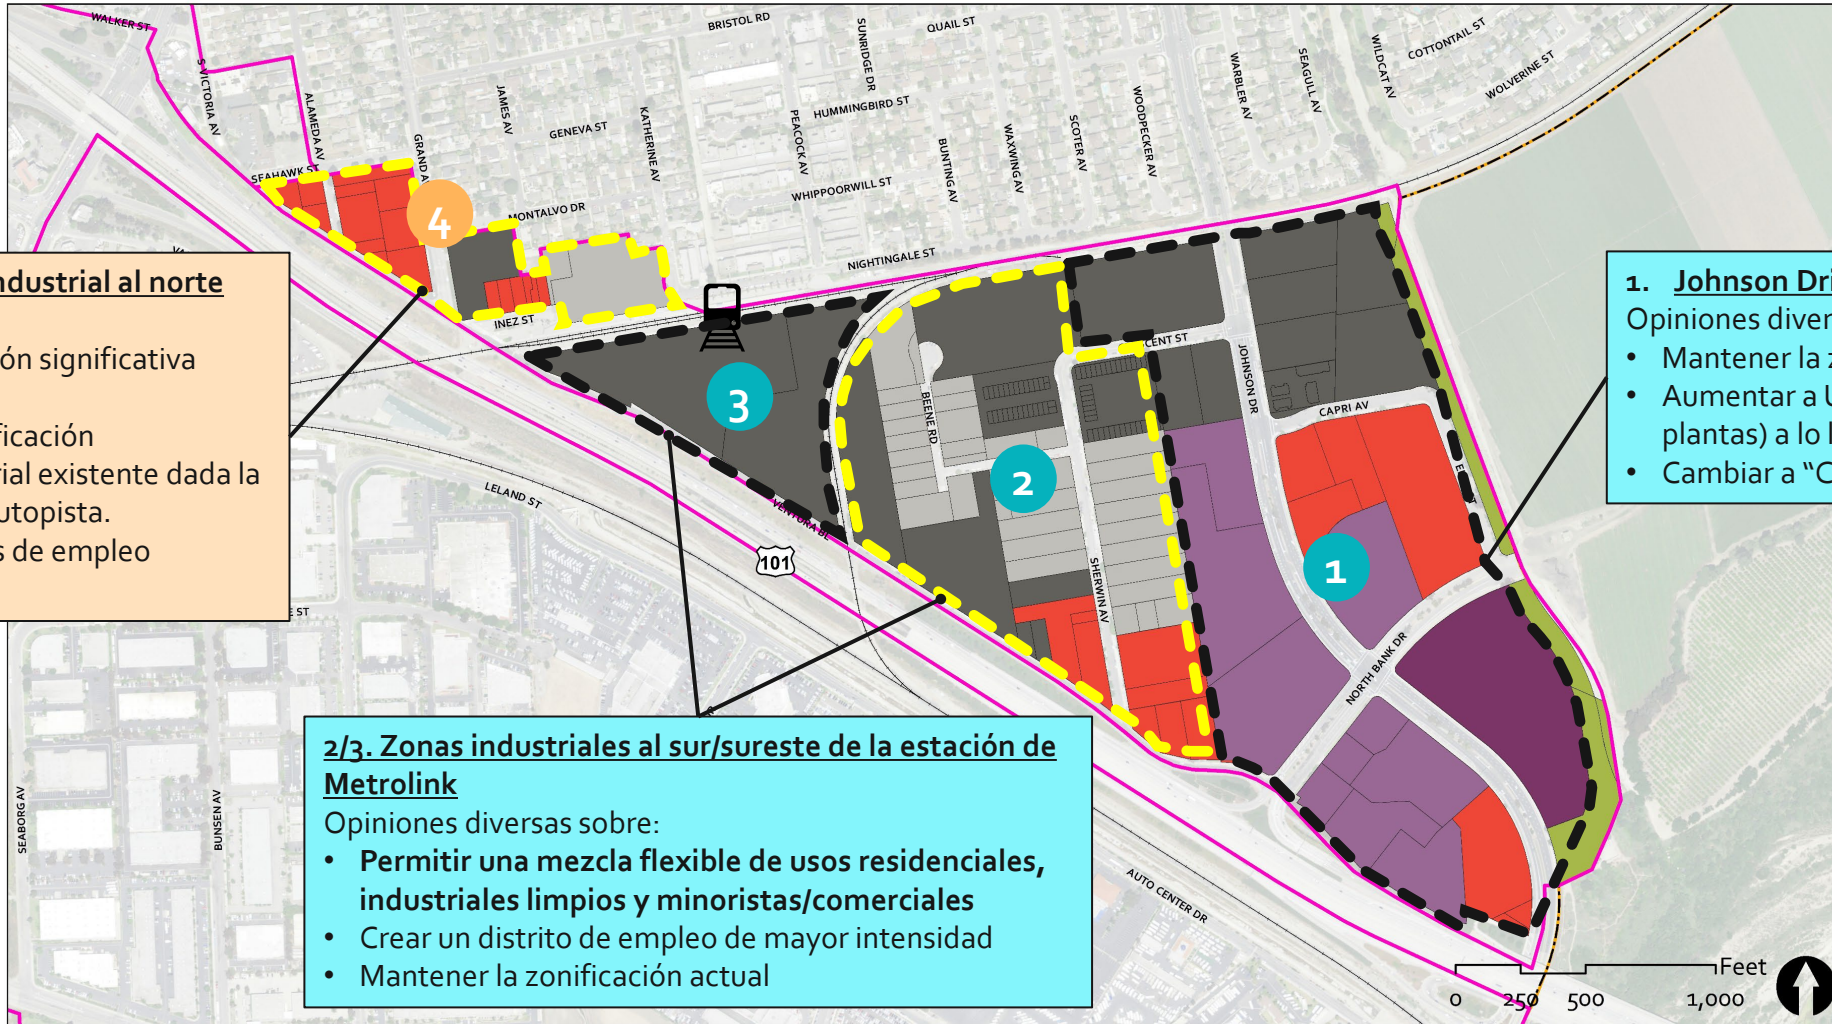 WALKER ST
BRISTOL RD
QUAIL ST
SUNRIDGE DR
COTTONTAIL ST
WILDCAT AV
SEAGULL AV
WARBLER AV
WOLVERINE ST
S VICTORIA AV
ALAMEDA AV
JAMES AV
GENEVA ST
KATHERINE AV
PEACOCK AV
HUMMINGBIRD ST
BUNTING AV
WAXWING AV
SCOTER AV
WOODPECKER AV
GRAND A
SEAHAWK ST
WHIPPOORWILL ST
MONTALVO DR
NIGHTINGALE ST
INEZ ST
4
3
2
1
BEENE RD
SCENT ST
JOHNSON DR
CAPRI AV
SHERWIN AV
NORTH BANK DR
LELAND ST
VENTURA BL
101
E ST
SEABORG AV
BUNSEN AV
AUTO CENTER DR
ndustrial al norte
ón significativa
ficación
rial existente dada la
utopista.
s de empleo
1. Johnson Dri
Opiniones diver
• Mantener la z
• Aumentar a U
plantas) a lo l
• Cambiar a “C
2/3. Zonas industriales al sur/sureste de la estación de
Metrolink
Opiniones diversas sobre:
• Permitir una mezcla flexible de usos residenciales,
industriales limpios y minoristas/comerciales
• Crear un distrito de empleo de mayor intensidad
• Mantener la zonificación actual
Feet
0 250 500 1,000